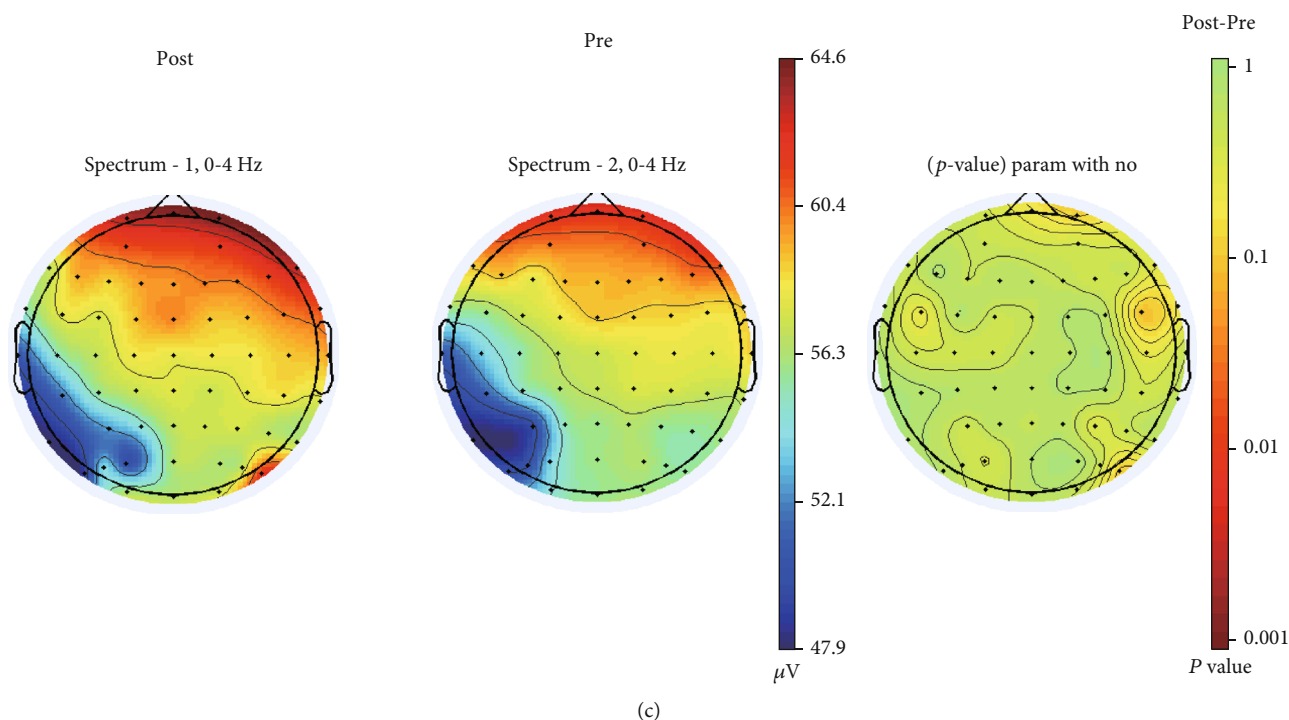 Post
Pre
Post-Pre
Spectrum - 1, 0-4 Hz
Spectrum - 2, 0-4 Hz
(p-value) param with no
64.6
60.4
56.3
52.1
47.9
μV
1
0.1
0.01
0.001
P value
(c)